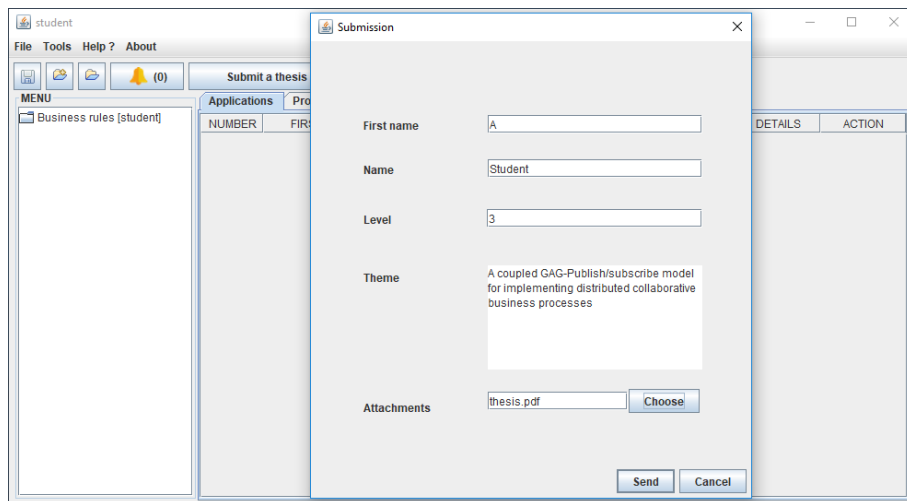 student
File Tools Help ? About
(0)
Submit a thesis
MENU
Business rules [student]
Applications
NUMBER
DETAILS
ACTION
Submission
First name
A
Name
Student
Level
3
Theme
A coupled GAG-Publish/subscribe model
for implementing distributed collaborative
business processes
Attachments
thesis.pdf
Choose
Send
Cancel